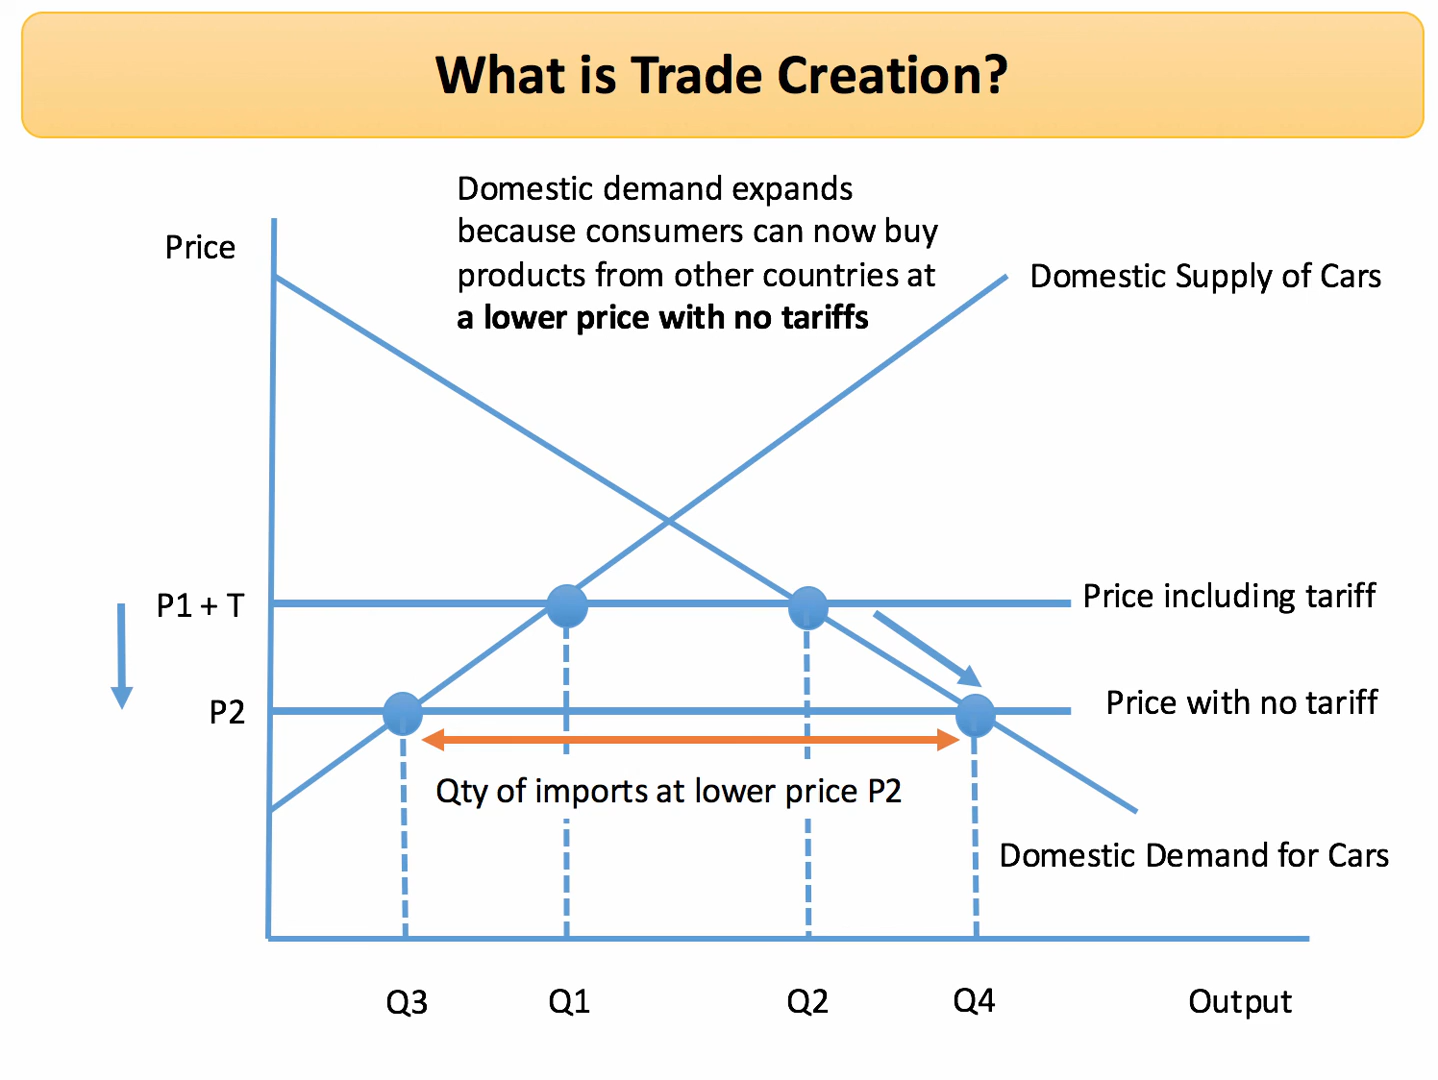 What is Trade Creation?
Domestic demand expands
because consumers can now buy
products from other countries at
a lower price with no tariffs
Price
Domestic Supply of Cars
P1 + T
Price including tariff
P2
Price with no tariff
Qty of imports at lower price P2
Domestic Demand for Cars
Q3
Q1
Q2
Q4
Output